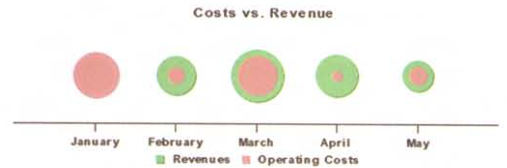 Costs vs. Revenue
January February March April May
Revenues Operating Costs